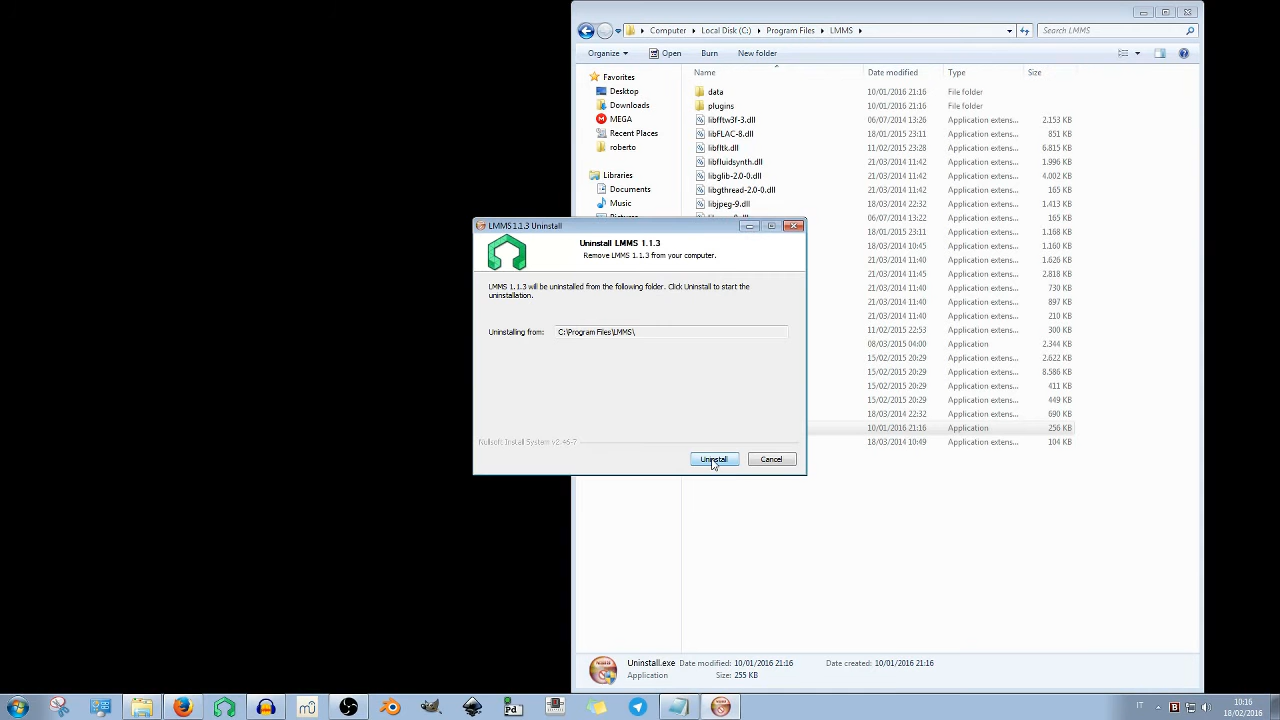 Computer ▸ Local Disk (C:) ▸ Program Files ▸ LMMS ▸
Search LMMS
Organize ▾ Open Burn New folder
Name Date modified Type Size
Favorites
Desktop
Downloads
MEGA
Recent Places
roberto
Libraries
Documents
Music
data 10/01/2016 21:16 File folder
plugins 10/01/2016 21:16 File folder
libfftw3f-3.dll 06/07/2014 13:26 Application extens... 2.153 KB
libFLAC-8.dll 18/01/2015 23:11 Application extens... 851 KB
libfltk.dll 11/02/2015 23:28 Application extens... 6.815 KB
libfluidsynth.dll 21/03/2014 11:42 Application extens... 1.996 KB
libglib-2.0-0.dll 21/03/2014 11:42 Application extens... 4.002 KB
libgthread-2.0-0.dll 21/03/2014 11:42 Application extens... 165 KB
libjpeg-9.dll 18/03/2014 22:32 Application extens... 1.213 KB
06/07/2014 13:22 Application extens... 165 KB
18/01/2015 23:11 Application extens... 1.168 KB
18/03/2014 10:45 Application extens... 1.160 KB
21/03/2014 11:40 Application extens... 1.626 KB
21/03/2014 11:45 Application extens... 2.818 KB
21/03/2014 11:42 Application extens... 730 KB
21/03/2014 11:42 Application extens... 897 KB
21/03/2014 11:40 Application extens... 210 KB
11/02/2015 22:53 Application extens... 300 KB
08/03/2015 04:00 Application 2.344 KB
15/02/2015 20:29 Application extens... 2.622 KB
15/02/2015 20:29 Application extens... 8.586 KB
15/02/2015 20:29 Application extens... 411 KB
15/02/2015 20:29 Application extens... 449 KB
18/03/2014 22:32 Application extens... 690 KB
10/01/2016 21:16 Application 256 KB
18/03/2014 10:49 Application extens... 104 KB
LMMS 1.1.3 Uninstall
Uninstall LMMS 1.1.3
Remove LMMS 1.1.3 from your computer.
LMMS 1.1.3 will be uninstalled from the following folder. Click Uninstall to start the
uninstallation.
Uninstalling from: C:\Program Files\LMMS\
Nullsoft Install System v2.46-7
Uninstall Cancel
Uninstall.exe Date modified: 10/01/2016 21:16 Date created: 10/01/2016 21:16
Application Size: 255 KB
Pd
IT
10:16
18/02/2016